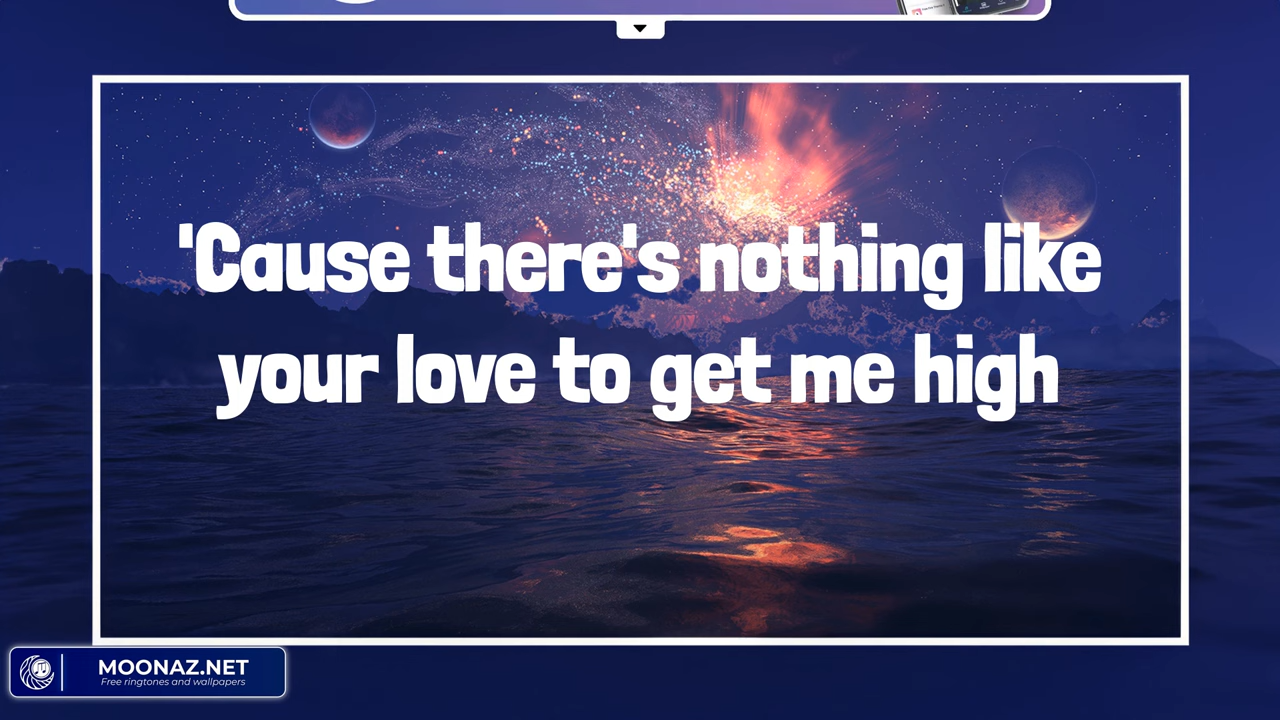 'Cause there's nothing like
your love to get me high
MOONAZ.NET
Free ringtones and wallpapers